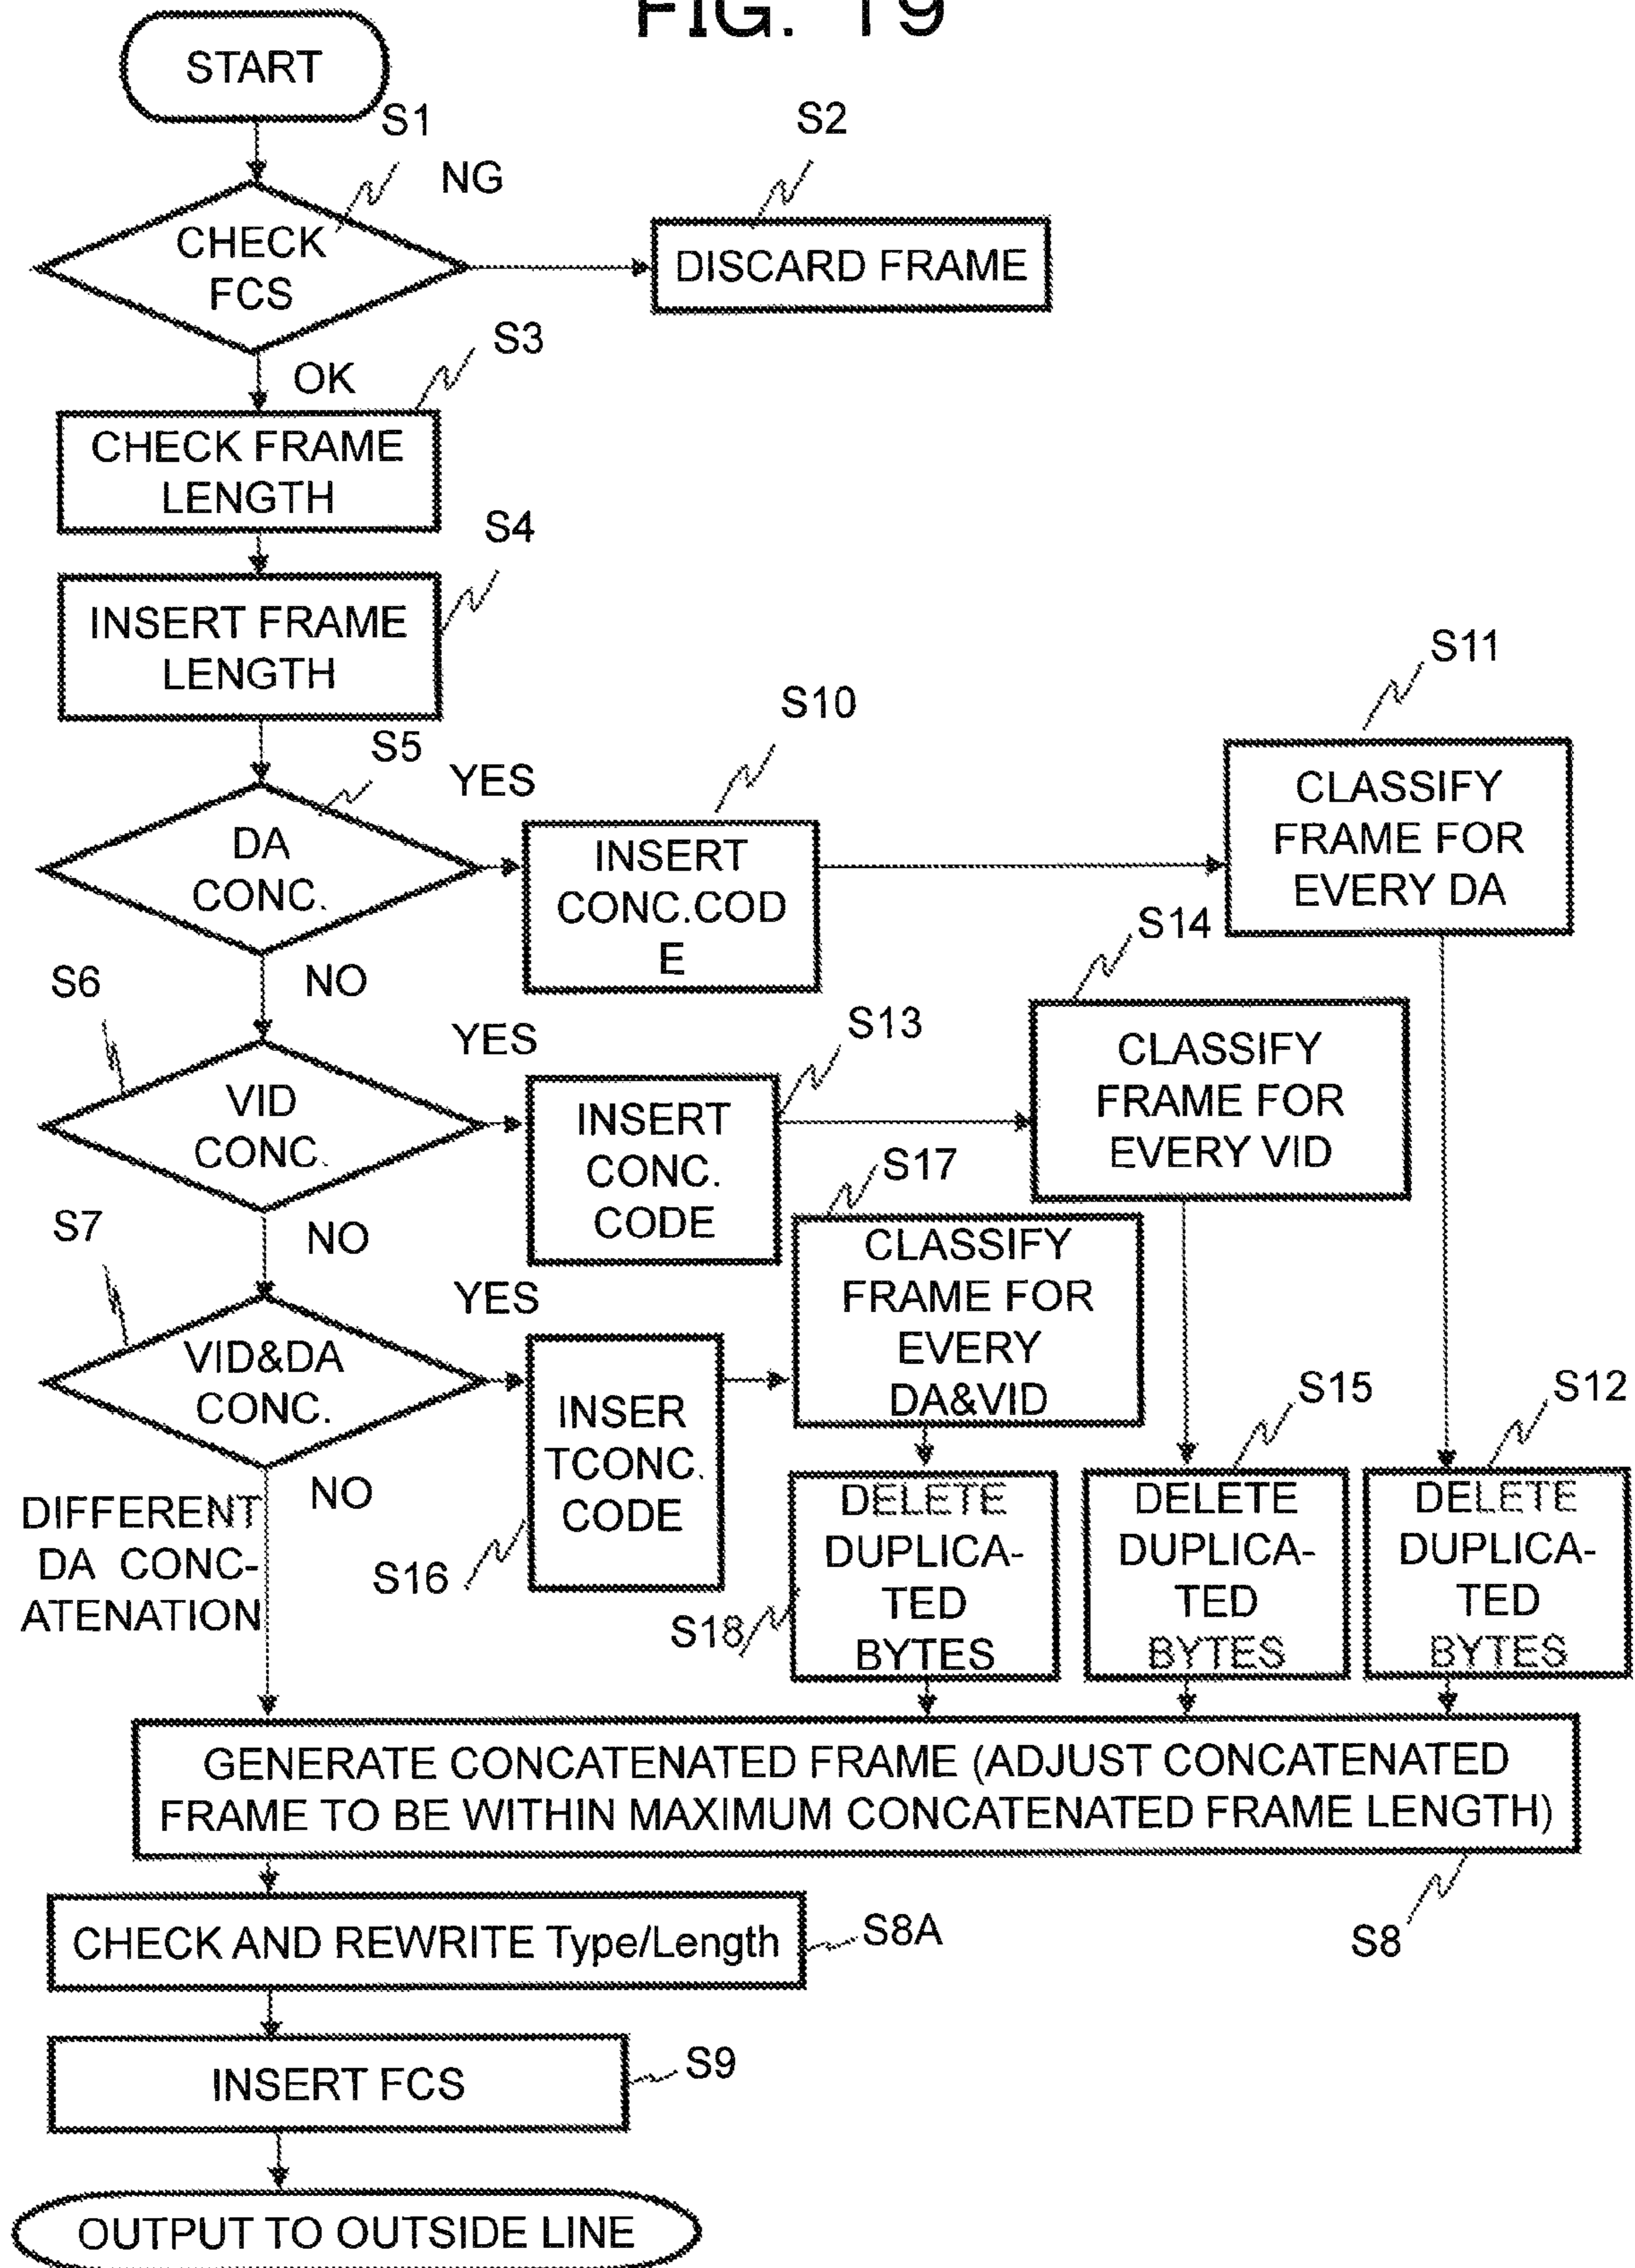 FIG. 19
START
S1
NG
S2
CHECK
FCS
DISCARD FRAME
OK
S3
CHECK FRAME
LENGTH
S4
INSERT FRAME
LENGTH
S5
YES
S10
S11
DA
CONC.
INSERT
CONC.COD
E
CLASSIFY
FRAME FOR
EVERY DA
S6
NO
YES
S13
S14
VID
CONC.
INSERT
CONC.
CODE
CLASSIFY
FRAME FOR
EVERY VID
S7
NO
YES
S17
VID&DA
CONC.
INSER
TCONC.
CODE
CLASSIFY
FRAME FOR
EVERY
DA&VID
S15
S12
DIFFERENT
DA CONC-
ATENATION
NO
S16
S18
DELETE
DUPLICA-
TED
BYTES
DELETE
DUPLICA-
TED
BYTES
DELETE
DUPLICA-
TED
BYTES
GENERATE CONCATENATED FRAME (ADJUST CONCATENATED
FRAME TO BE WITHIN MAXIMUM CONCATENATED FRAME LENGTH)
S8
CHECK AND REWRITE Type/Length
S8A
INSERT FCS
S9
OUTPUT TO OUTSIDE LINE